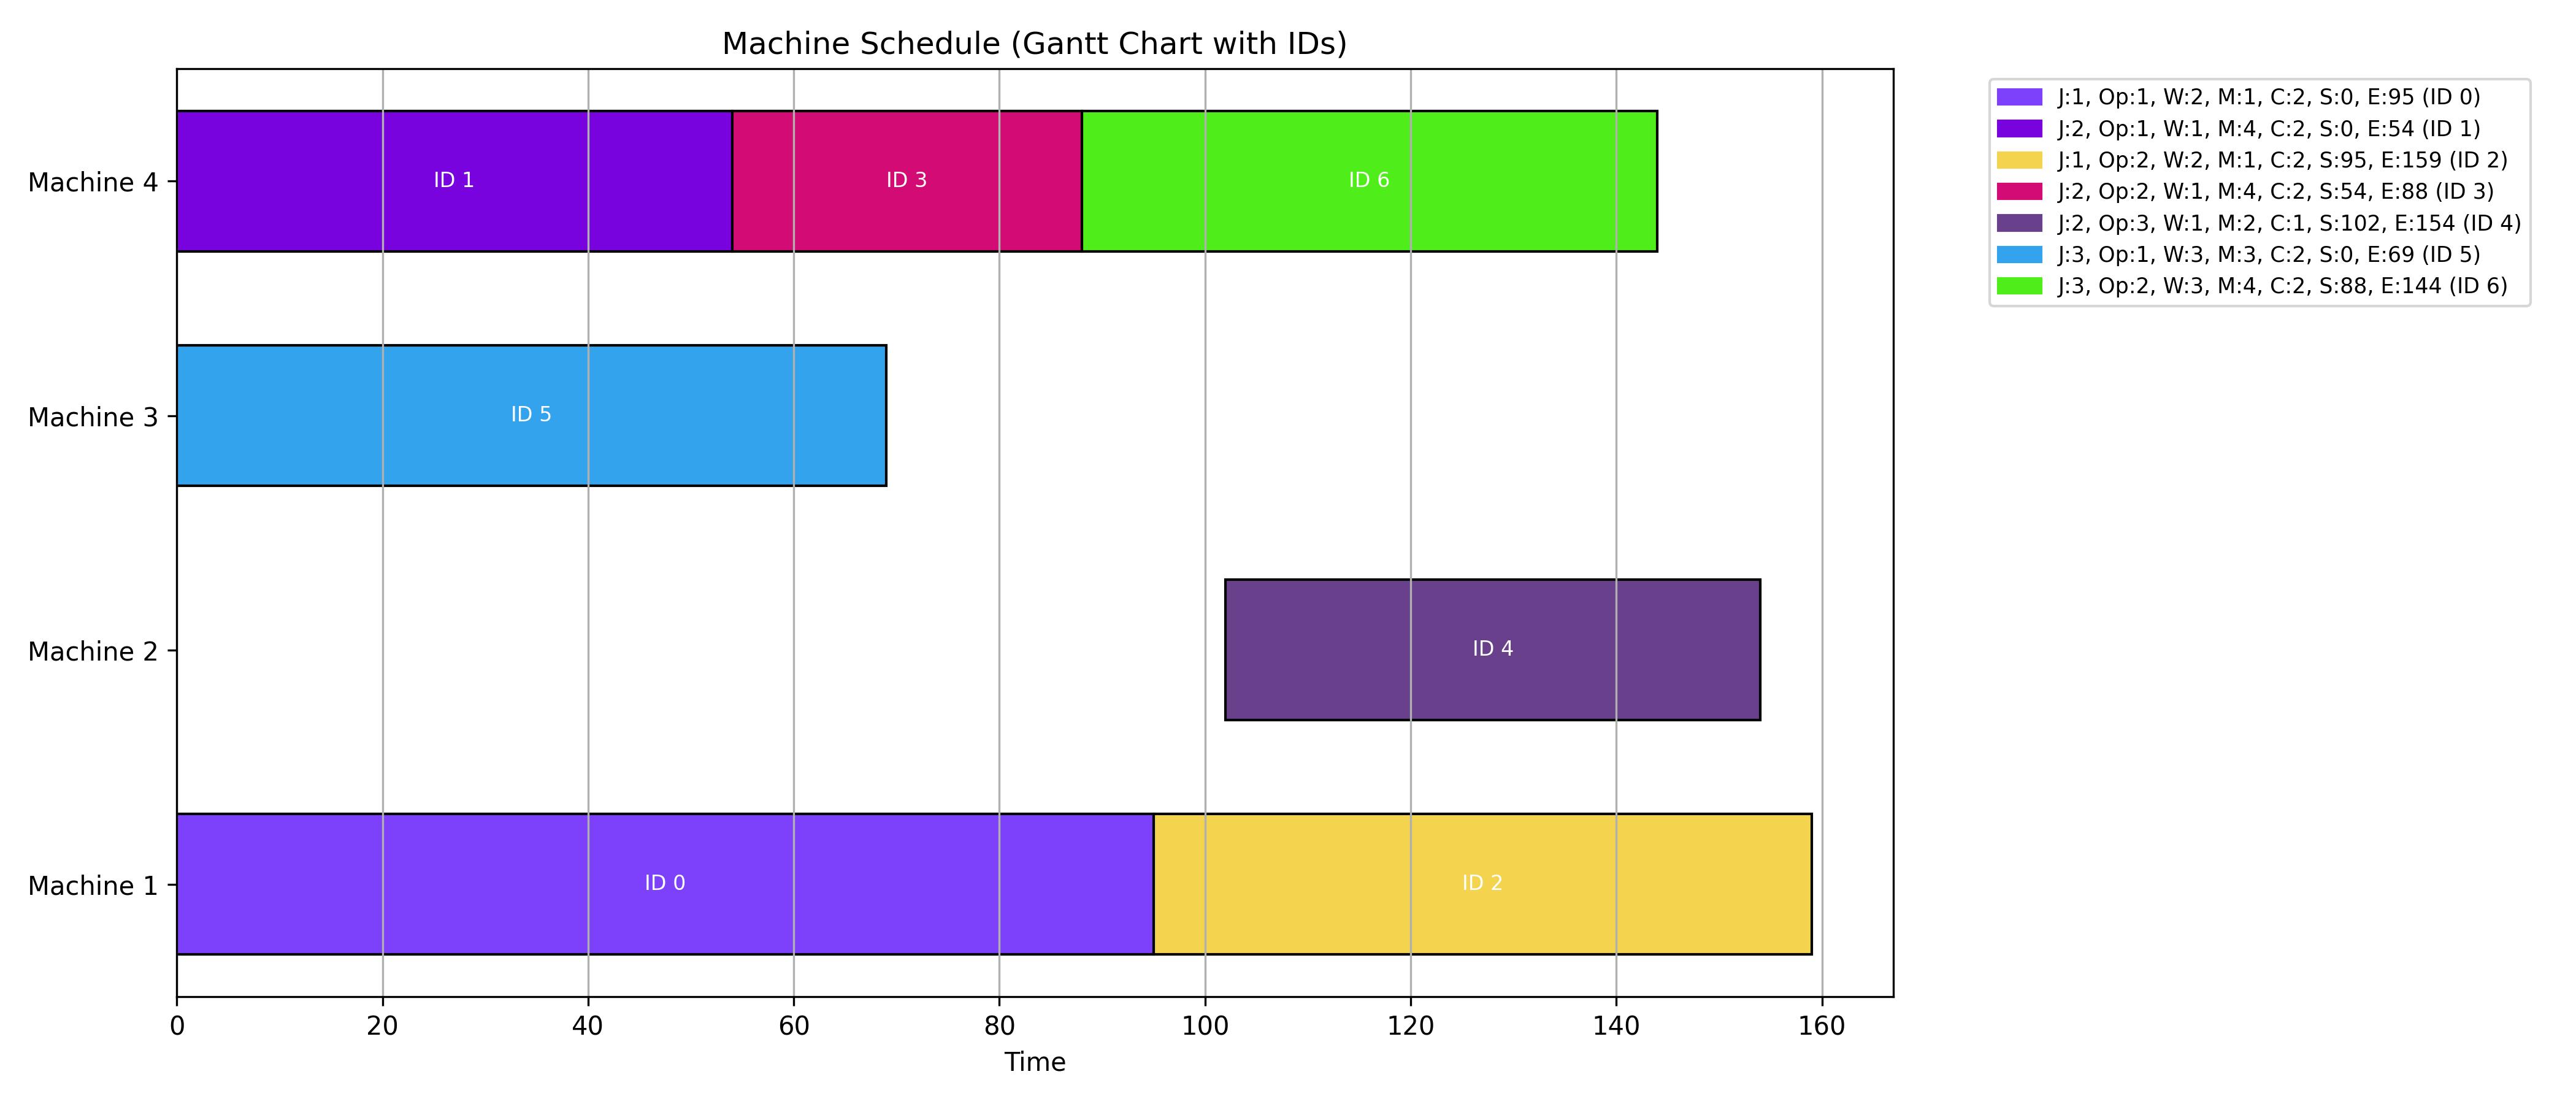 Machine Schedule (Gantt Chart with IDs)
J:1, Op:1, W:2, M:1, C:2, S:0, E:95 (ID 0)
J:2, Op:1, W:1, M:4, C:2, S:0, E:54 (ID 1)
J:1, Op:2, W:2, M:1, C:2, S:95, E:159 (ID 2)
J:2, Op:2, W:1, M:4, C:2, S:54, E:88 (ID 3)
J:2, Op:3, W:1, M:2, C:1, S:102, E:154 (ID 4)
J:3, Op:1, W:3, M:3, C:2, S:0, E:69 (ID 5)
J:3, Op:2, W:3, M:4, C:2, S:88, E:144 (ID 6)
Machine 4 ID 1 ID 3 ID 6
Machine 3 ID 5
Machine 2 ID 4
Machine 1 ID 0 ID 2
0 20 40 60 80 100 120 140 160
Time